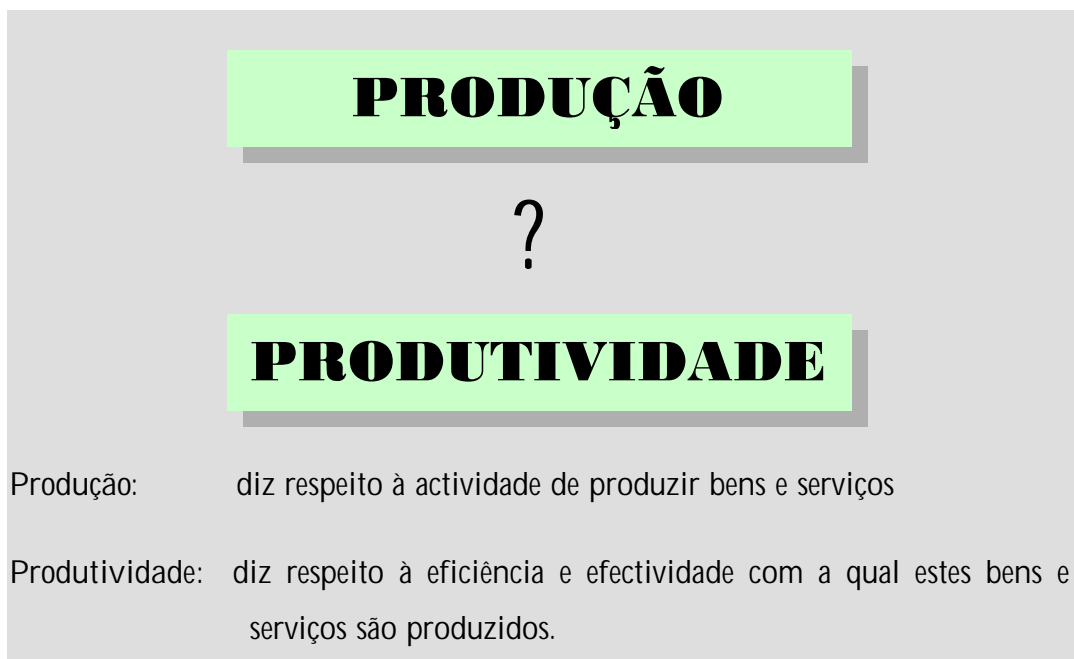 PRODUÇÃO
?
PRODUTIVIDADE
Produção: diz respeito à actividade de produzir bens e serviços
Produtividade: diz respeito à eficiência e efectividade com a qual estes bens e
serviços são produzidos.